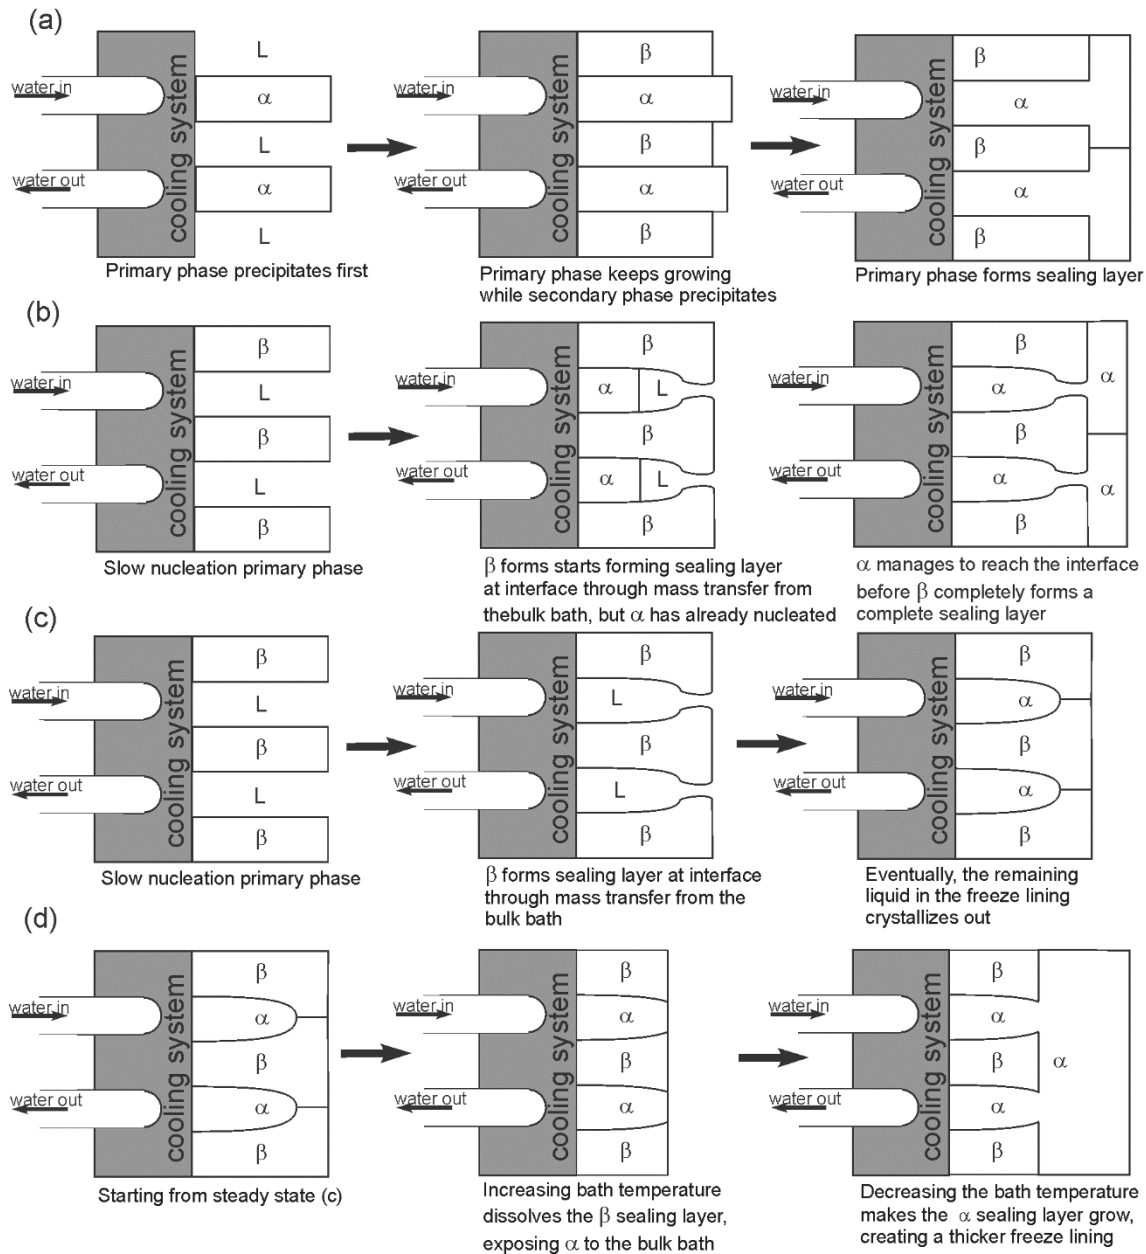 (a)
L
α
L
α
L
water in
water out
cooling system
Primary phase precipitates first
β
α
β
α
β
water in
water out
cooling system
Primary phase keeps growing
while secondary phase precipitates
β
α
β
α
β
water in
water out
cooling system
Primary phase forms sealing layer
(b)
β
L
β
L
β
water in
water out
cooling system
Slow nucleation primary phase
β
α L
β
α L
β
water in
water out
cooling system
β forms starts forming sealing layer
at interface through mass transfer from
thebulk bath, but α has already nucleated
β
α
α
β
α
α
β
water in
water out
cooling system
α manages to reach the interface
before β completely forms a
complete sealing layer
(c)
β
L
β
L
β
water in
water out
cooling system
Slow nucleation primary phase
β
L
β
L
β
water in
water out
cooling system
β forms sealing layer at interface
through mass transfer from the
bulk bath
β
α
β
α
β
water in
water out
cooling system
Eventually, the remaining
liquid in the freeze lining
crystallizes out
(d)
β
α
β
α
β
water in
water out
cooling system
Starting from steady state (c)
β
α
β
α
β
water in
water out
cooling system
Increasing bath temperature
dissolves the β sealing layer,
exposing α to the bulk bath
β
α
β
α
α
β
water in
water out
cooling system
Decreasing the bath temperature
makes the α sealing layer grow,
creating a thicker freeze lining